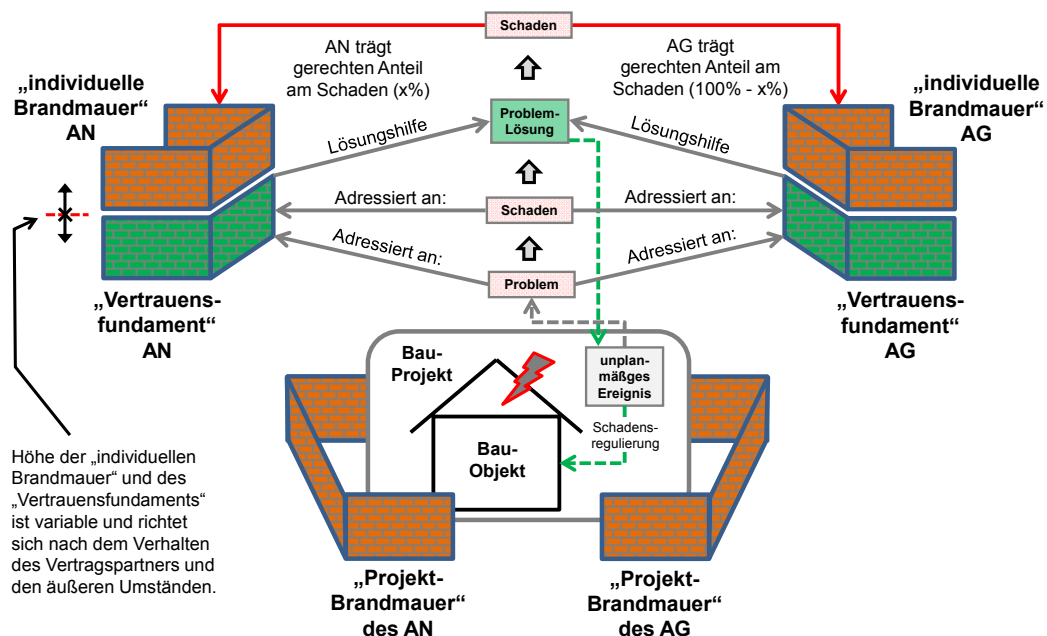 Schaden
AN trägt
gerechten Anteil
am Schaden (x%)
AG trägt
gerechten Anteil am
Schaden (100% - x%)
„individuelle
Brandmauer“
AN
„individuelle
Brandmauer“
AG
Problem-
Lösung
Lösungshilfe
Lösungshilfe
Adressiert an:
Schaden
Adressiert an:
Adressiert an:
Problem
Adressiert an:
„Vertrauens-
fundament“
AN
„Vertrauens-
fundament“
AG
Bau-
Projekt
unplan-
mäßges
Ereignis
Schadens-
regulierung
Bau-
Objekt
Höhe der „individuellen
Brandmauer“ und des
„Vertrauensfundaments“
ist variable und richtet
sich nach dem Verhalten
des Vertragspartners und
den äußeren Umständen.
„Projekt-
Brandmauer“
des AN
„Projekt-
Brandmauer“
des AG